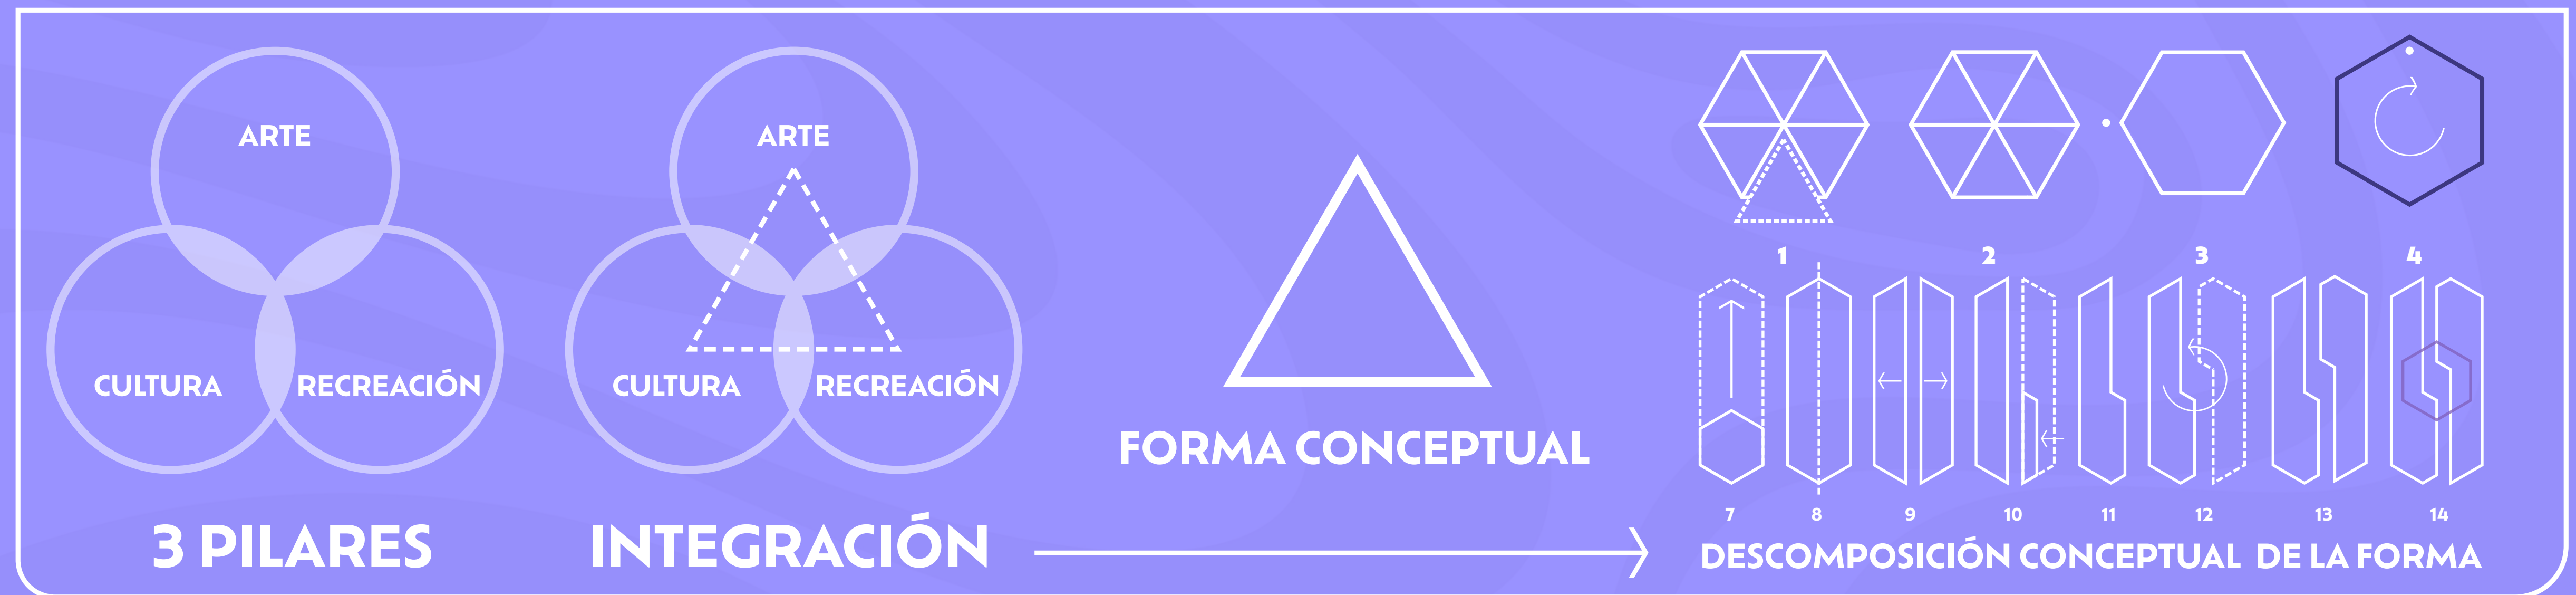 ARTE
CULTURA
RECREACIÓN
3 PILARES
ARTE
CULTURA
RECREACIÓN
INTEGRACIÓN
FORMA CONCEPTUAL
1 2 3 4
7 8 9 10 11 12 13 14
DESCOMPOSICIÓN CONCEPTUAL DE LA FORMA